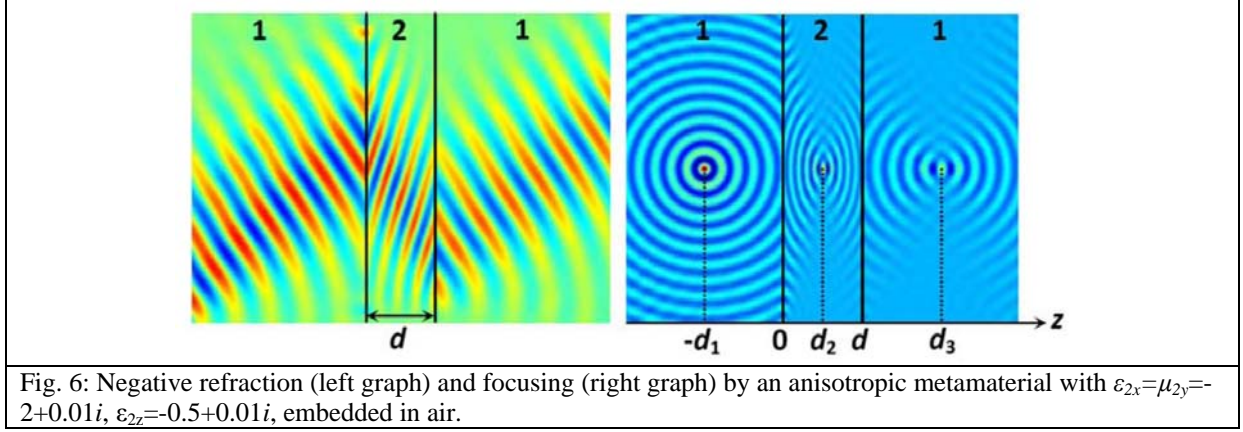 1 2 1 1 2 1
d -d₁ 0 d₂ d d₃ z
Fig. 6: Negative refraction (left graph) and focusing (right graph) by an anisotropic metamaterial with ε₂ₓ=μ₂ᵧ=-
2+0.01i, ε₂z=-0.5+0.01i, embedded in air.